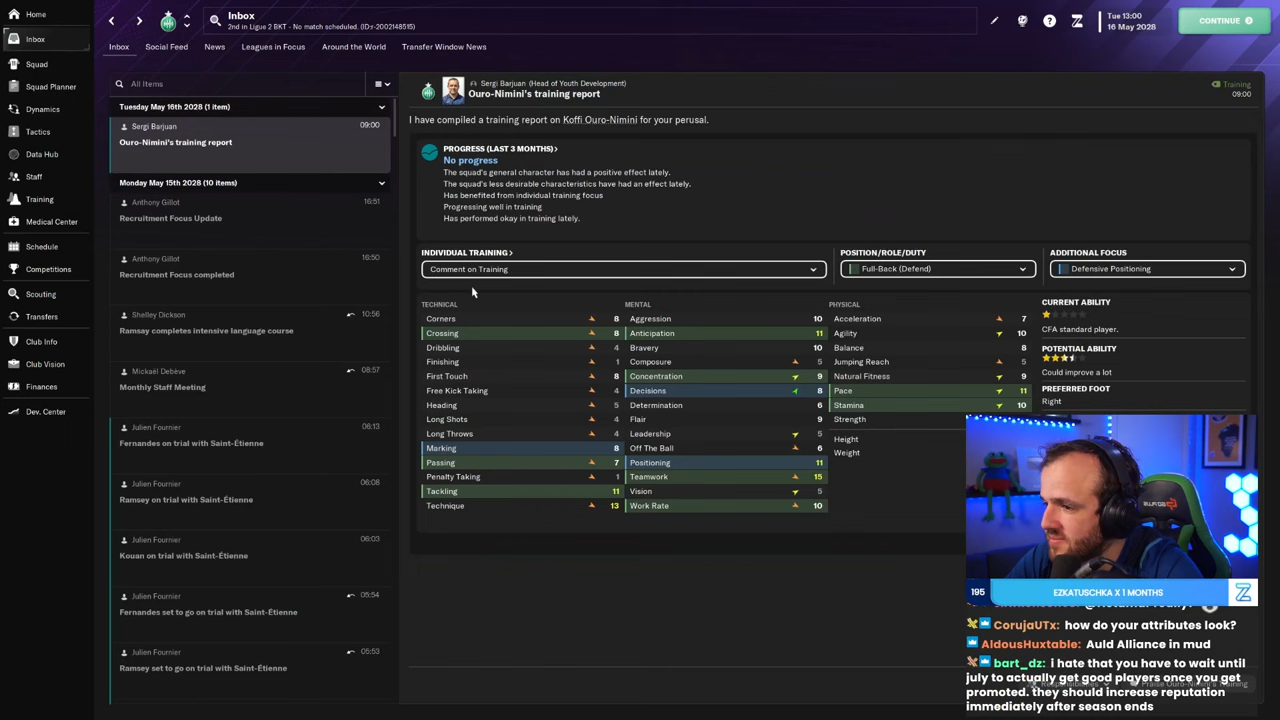 Home
Inbox
Squad
Squad Planner
Dynamics
Tactics
Data Hub
Staff
Training
Medical Center
Schedule
Competitions
Scouting
Transfers
Club Info
Club Vision
Finances
Dev. Center
Inbox
2nd in Ligue 2 BKT - No match scheduled. (ID:r-2002148515)
Tue 13:00
16 May 2028
CONTINUE
Inbox Social Feed News Leagues in Focus Around the World Transfer Window News
All Items
Tuesday May 16th 2028 (1 item)
Sergi Barjuan 09:00
Ouro-Nimini's training report
Monday May 15th 2028 (10 items)
Anthony Gillot 16:51
Recruitment Focus Update
Anthony Gillot 16:50
Recruitment Focus completed
Shelley Dickson 10:56
Ramsay completes intensive language course
Mickaël Debève 08:57
Monthly Staff Meeting
Julien Fournier 06:13
Fernandes on trial with Saint-Étienne
Julien Fournier 06:08
Ramsey on trial with Saint-Étienne
Julien Fournier 06:03
Kouan on trial with Saint-Étienne
Julien Fournier 05:54
Fernandes set to go on trial with Saint-Étienne
Julien Fournier 05:53
Ramsey set to go on trial with Saint-Étienne
Sergi Barjuan (Head of Youth Development)
Ouro-Nimini's training report
Training
09:00
I have compiled a training report on Koffi Ouro-Nimini for your perusal.
PROGRESS (LAST 3 MONTHS) >
No progress
The squad's general character has had a positive effect lately.
The squad's less desirable characteristics have had an effect lately.
Has benefited from individual training focus
Progressing well in training
Has performed okay in training lately.
INDIVIDUAL TRAINING >
Comment on Training
POSITION/ROLE/DUTY
Full-Back (Defend)
ADDITIONAL FOCUS
Defensive Positioning
TECHNICAL
Corners 8
Crossing 8
Dribbling 4
Finishing 1
First Touch 8
Free Kick Taking 4
Heading 5
Long Shots 4
Long Throws 4
Marking 8
Passing 7
Penalty Taking 1
Tackling 11
Technique 13
MENTAL
Aggression 10
Anticipation 11
Bravery 10
Composure 5
Concentration 9
Decisions 8
Determination 6
Flair 9
Leadership 5
Off The Ball 6
Positioning 11
Teamwork 15
Vision 5
Work Rate 10
PHYSICAL
Acceleration 7
Agility 10
Balance 8
Jumping Reach 5
Natural Fitness 9
Pace 11
Stamina 10
Strength
Height
Weight
CURRENT ABILITY
CFA standard player.
POTENTIAL ABILITY
Could improve a lot
PREFERRED FOOT
Right
195 EZKATUSCHKA X 1 MONTHS
CorujaUTx: how do your attributes look?
AldousHuxtable: Auld Alliance in mud
bart_dz: i hate that you have to wait until
july to actually get good players once you get
promoted. they should increase reputation
immediately after season ends